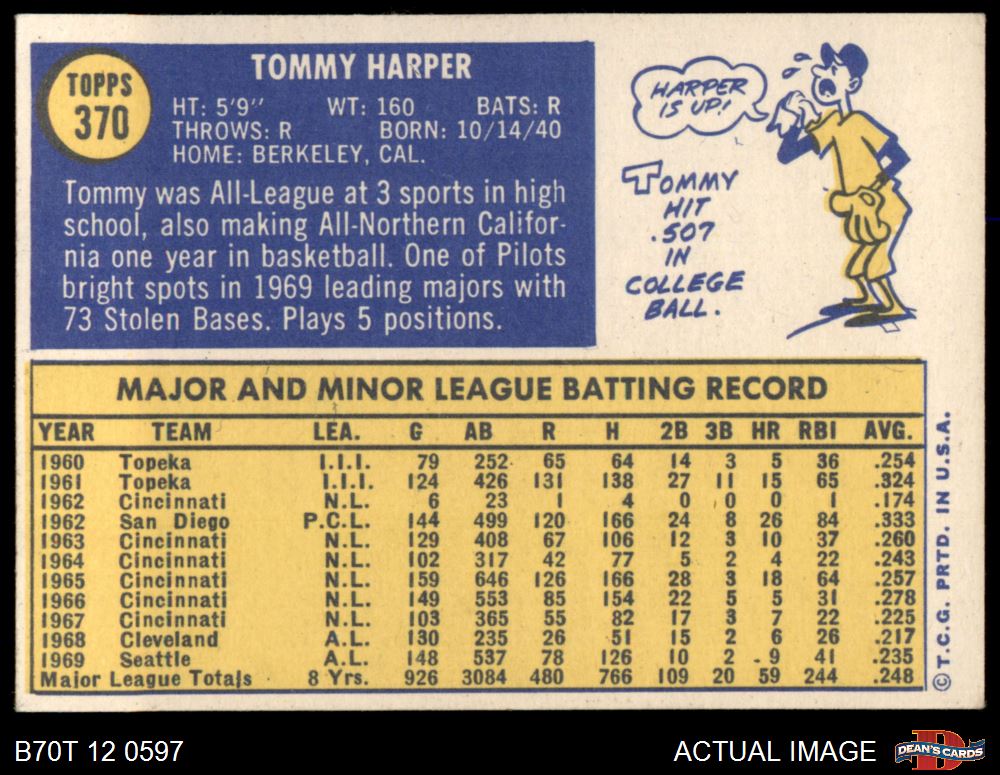 TOPPS
370
TOMMY HARPER
HT: 5'9" WT: 160 BATS: R
THROWS: R BORN: 10/14/40
HOME: BERKELEY, CAL.
Tommy was All-League at 3 sports in high
school, also making All-Northern Califor-
nia one year in basketball. One of Pilots
bright spots in 1969 leading majors with
73 Stolen Bases. Plays 5 positions.
HARPER
IS UP!
TOMMY
HIT
.507
IN
COLLEGE
BALL.
MAJOR AND MINOR LEAGUE BATTING RECORD
YEAR TEAM LEA. G AB R H 2B 3B HR RBI AVG.
1960 Topeka I.I.I. 79 252 65 64 14 3 5 36 .254
1961 Topeka I.I.I. 124 426 131 138 27 11 15 65 .324
1962 Cincinnati N.L. 6 23 1 4 0 0 0 1 .174
1962 San Diego P.C.L. 144 499 120 166 24 8 26 84 .333
1963 Cincinnati N.L. 129 408 67 106 12 3 10 37 .260
1964 Cincinnati N.L. 102 317 42 77 5 2 4 22 .243
1965 Cincinnati N.L. 159 646 126 166 28 3 18 64 .257
1966 Cincinnati N.L. 149 553 85 154 22 5 5 31 .278
1967 Cincinnati N.L. 103 365 55 82 17 3 7 22 .225
1968 Cleveland A.L. 130 235 26 51 15 2 6 26 .217
1969 Seattle A.L. 148 537 78 126 10 2 9 41 .235
Major League Totals 8 Yrs. 926 3084 480 766 109 20 59 244 .248
©T.C.G. PRTD. IN U.S.A.
B70T 12 0597
ACTUAL IMAGE
D
DEAN'S CARDS